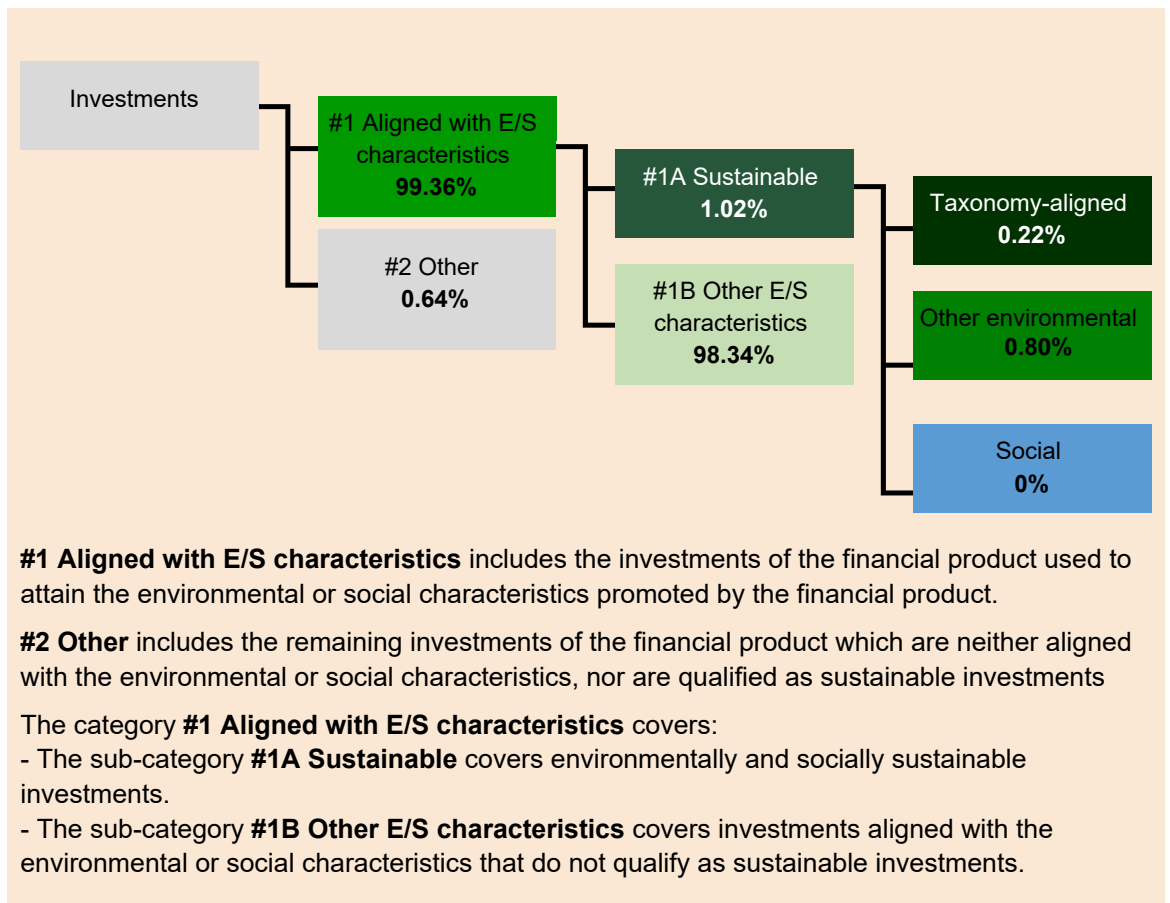 Investments
#1 Aligned with E/S
characteristics
99.36%
#2 Other
0.64%
#1A Sustainable
1.02%
#1B Other E/S
characteristics
98.34%
Taxonomy-aligned
0.22%
Other environmental
0.80%
Social
0%
#1 Aligned with E/S characteristics includes the investments of the financial product used to
attain the environmental or social characteristics promoted by the financial product.
#2 Other includes the remaining investments of the financial product which are neither aligned
with the environmental or social characteristics, nor are qualified as sustainable investments
The category #1 Aligned with E/S characteristics covers:
- The sub-category #1A Sustainable covers environmentally and socially sustainable
investments.
- The sub-category #1B Other E/S characteristics covers investments aligned with the
environmental or social characteristics that do not qualify as sustainable investments.